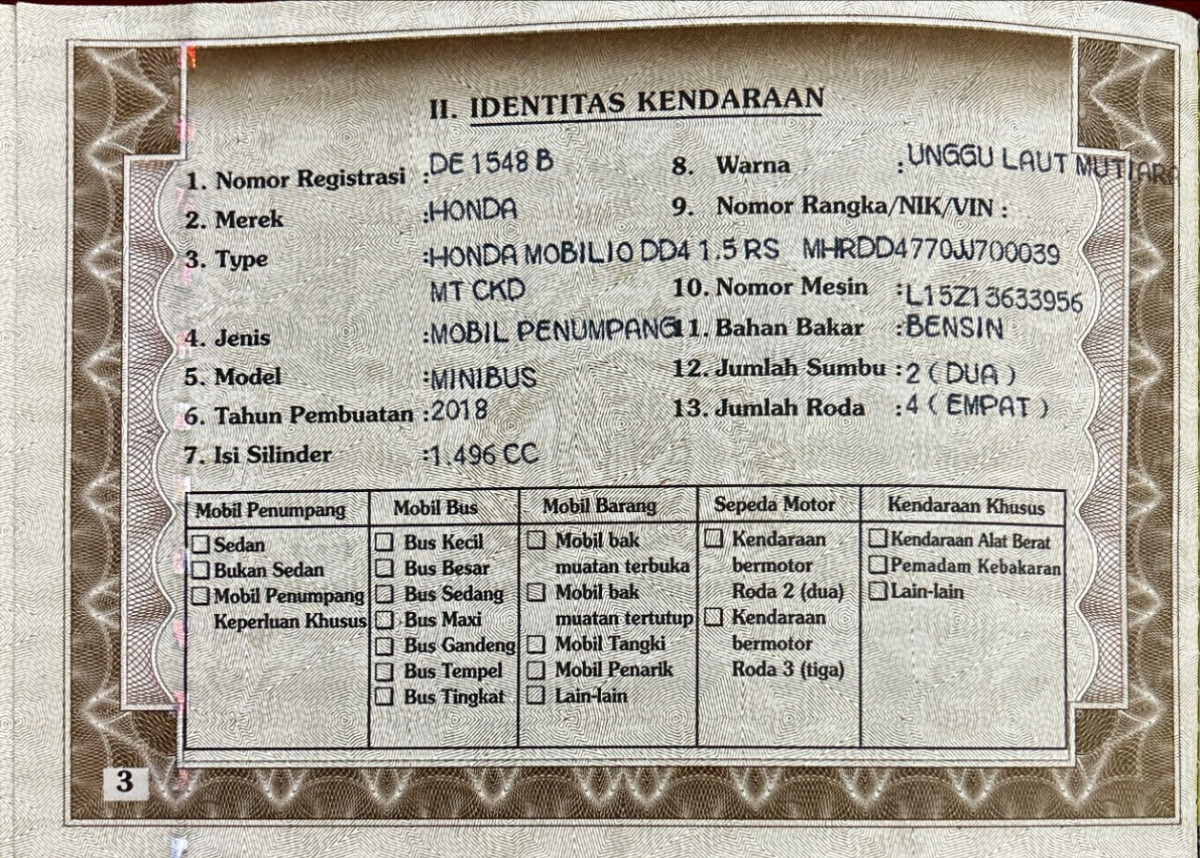 II. IDENTITAS KENDARAAN
1. Nomor Registrasi : DE 1548 B
2. Merek : HONDA
3. Type : HONDA MOBILIO DD4 1.5 RS
MT CKD
4. Jenis : MOBIL PENUMPANG
5. Model : MINIBUS
6. Tahun Pembuatan : 2018
7. Isi Silinder : 1.496 CC
8. Warna : UNGGU LAUT MUTIARA
9. Nomor Rangka/NIK/VIN :
MHRDD4770JJ700039
10. Nomor Mesin : L15Z13633956
11. Bahan Bakar : BENSIN
12. Jumlah Sumbu : 2 ( DUA )
13. Jumlah Roda : 4 ( EMPAT )
Mobil Penumpang
Sedan
Bukan Sedan
Mobil Penumpang
Keperluan Khusus
Mobil Bus
Bus Kecil
Bus Besar
Bus Sedang
Bus Maxi
Bus Gandeng
Bus Tempel
Bus Tingkat
Mobil Barang
Mobil bak
muatan terbuka
Mobil bak
muatan tertutup
Mobil Tangki
Mobil Penarik
Lain-lain
Sepeda Motor
Kendaraan
bermotor
Roda 2 (dua)
Kendaraan
bermotor
Roda 3 (tiga)
Kendaraan Khusus
Kendaraan Alat Berat
Pemadam Kebakaran
Lain-lain
3